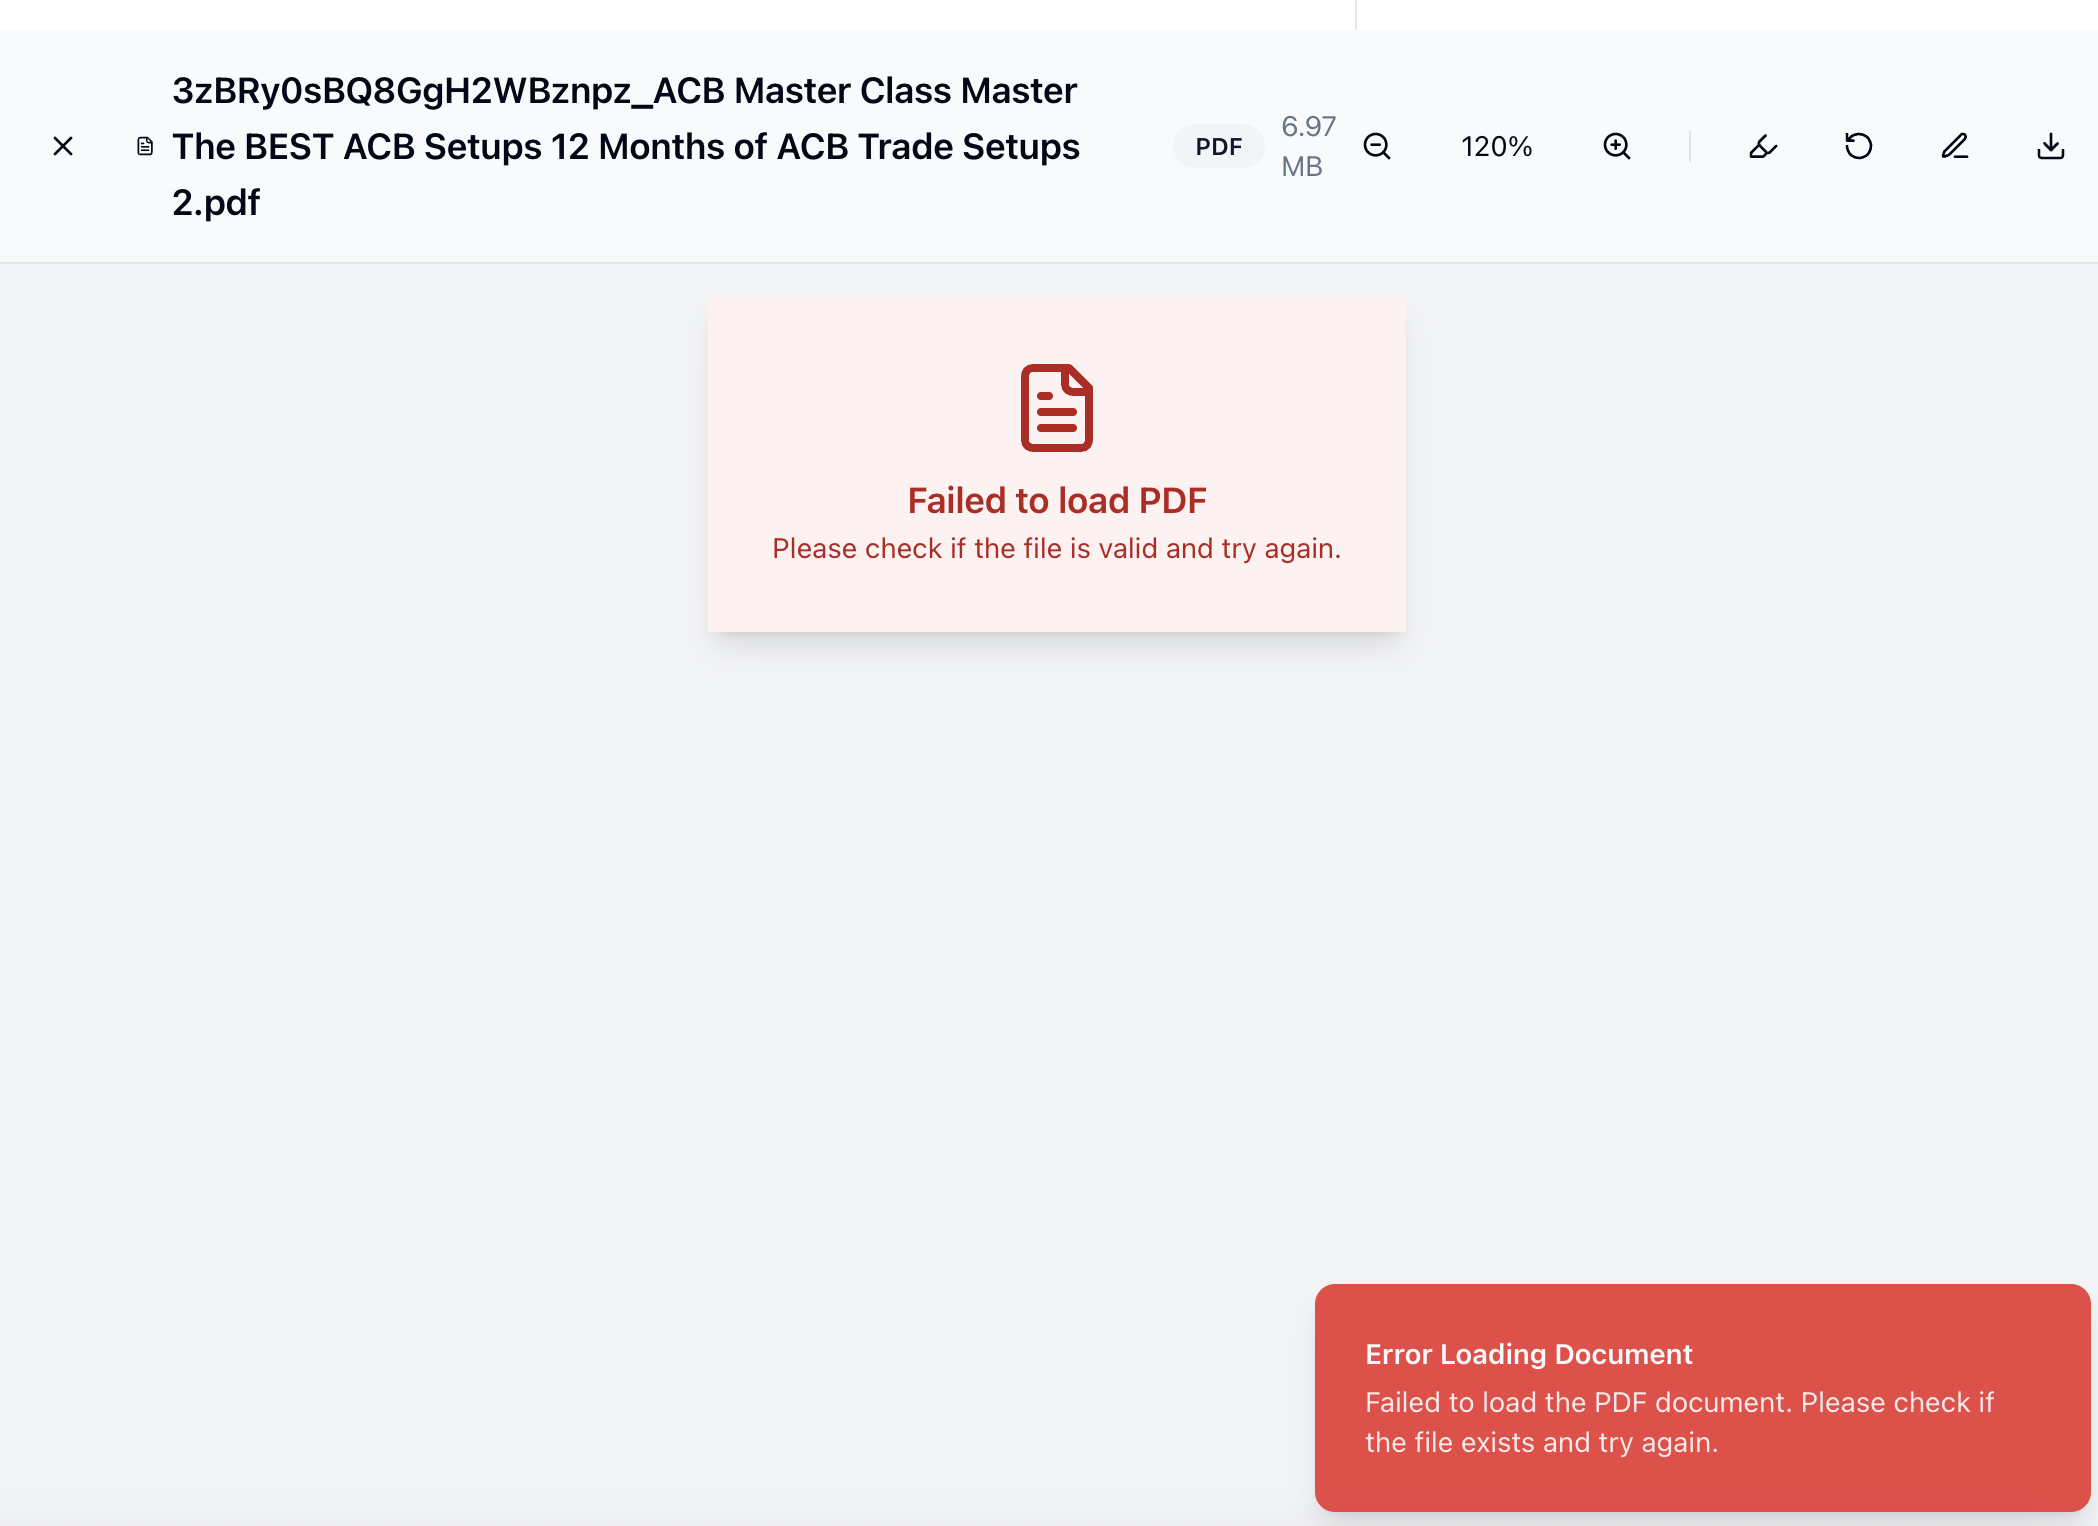 3zBRy0sBQ8GgH2WBznpz_ACB Master Class Master
The BEST ACB Setups 12 Months of ACB Trade Setups
2.pdf
PDF
6.97
MB
120%
Failed to load PDF
Please check if the file is valid and try again.
Error Loading Document
Failed to load the PDF document. Please check if
the file exists and try again.